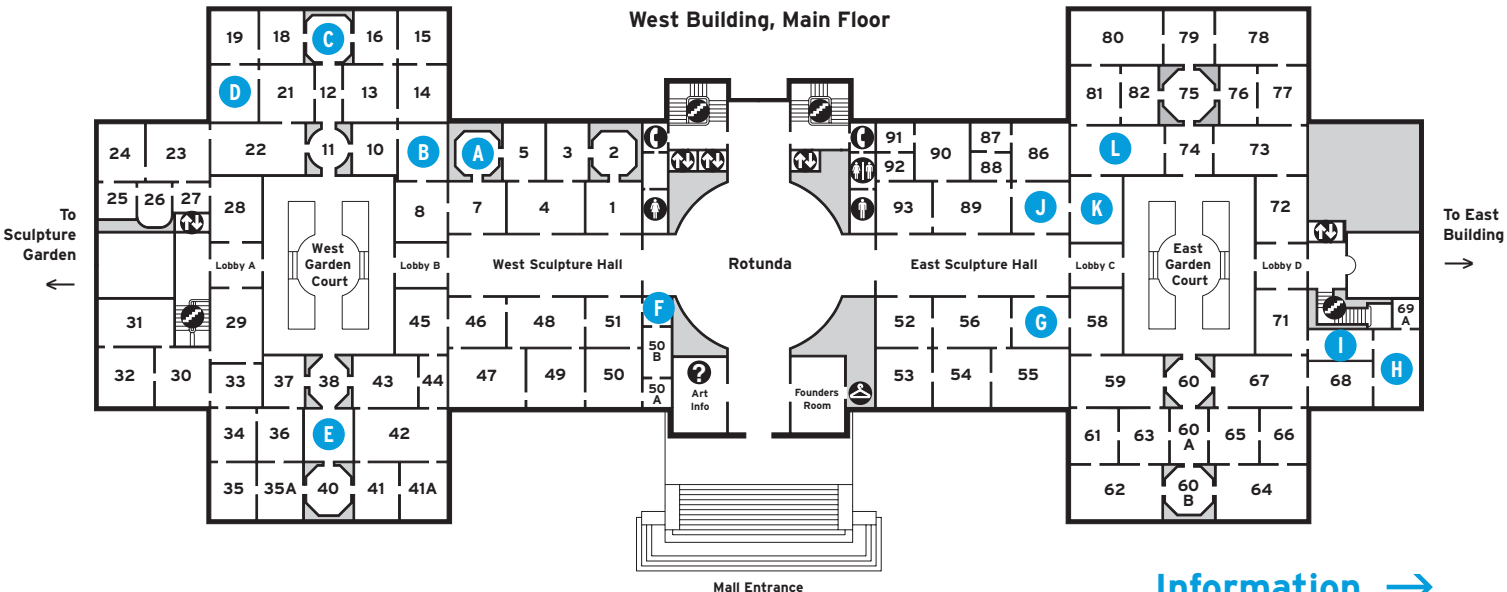 West Building, Main Floor
19 18 C 16 15
80 79 78
D 21 12 13 14
81 82 75 76 77
24 23 22 11 10 B A 5 3 2
91 90 87 86 L 74 73
92 88
25 26 27 28 8 7 4 1
93 89 J K 72
To
Sculpture
Garden
←
Lobby A
West
Garden
Court
Lobby B
West Sculpture Hall
Rotunda
East Sculpture Hall
Lobby C
East
Garden
Court
Lobby D
To East
Building
→
31 29 45 46 48 51 F
52 56 G 58 71 69
A
50
B
I
32 30 33 37 38 43 44 47 49 50
50
A
?
Art
Info
Founders
Room
53 54 55 59 60 67 68 H
34 36 E 42
61 63 60
A
65 66
35 35A 40 41 41A
62 60
B
64
Mall Entrance
Information →